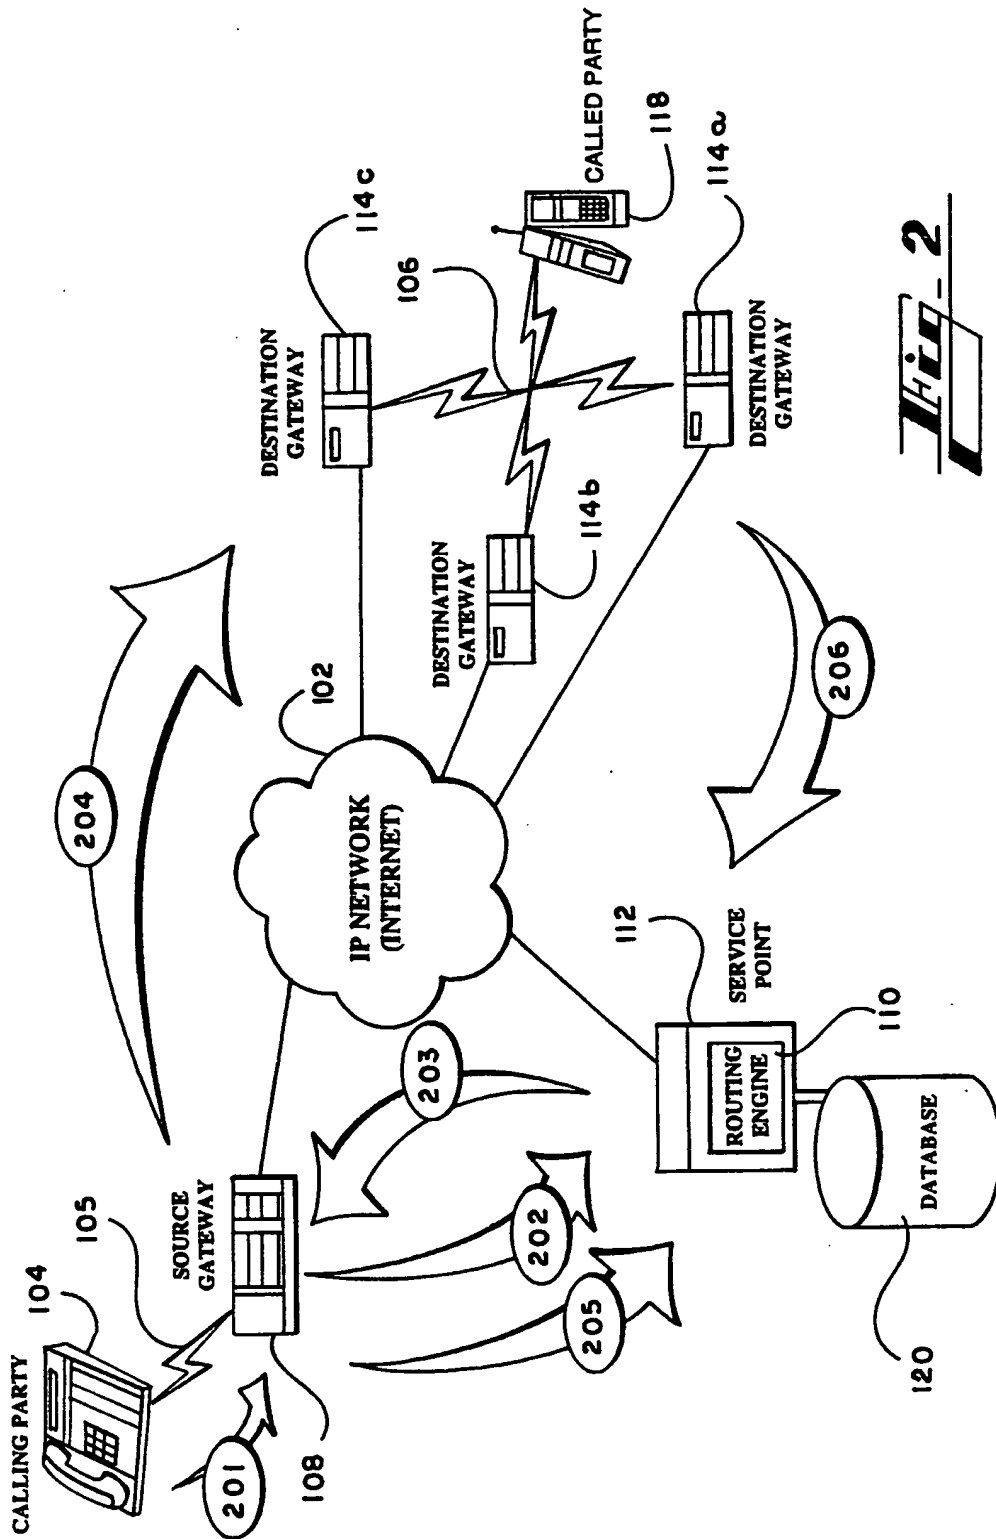 CALLING PARTY
104
105
201
108
SOURCE
GATEWAY
204
203
202
205
IP NETWORK
(INTERNET)
102
112
SERVICE
POINT
ROUTING
ENGINE
110
DATABASE
120
DESTINATION
GATEWAY
114c
DESTINATION
GATEWAY
114b
106
CALLED PARTY
118
DESTINATION
GATEWAY
114a
206
Fig_2